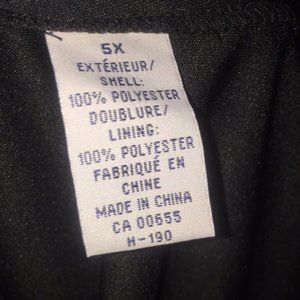 5X
EXTÉRIEUR/
SHELL:
100% POLYESTER
DOUBLURE/
LINING:
100% POLYESTER
FABRIQUÉ EN
CHINE
MADE IN CHINA
CA 00655
H-190